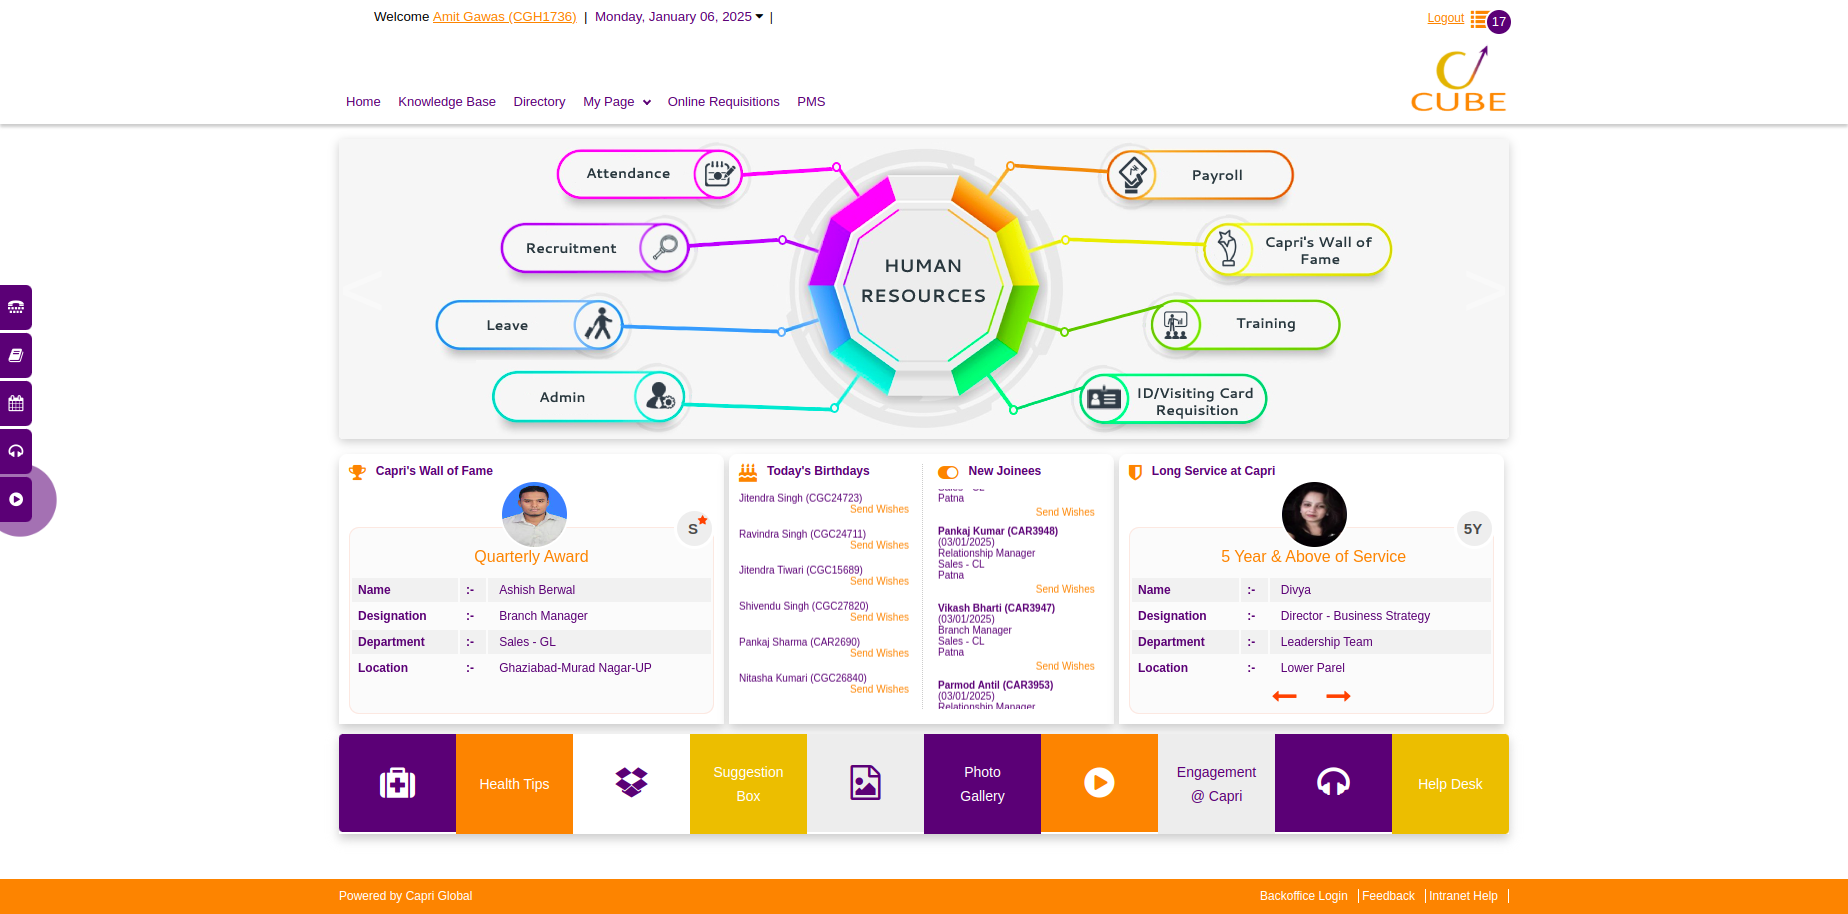 Welcome Amit Gawas (CGH1736) | Monday, January 06, 2025 |
Logout 17
CUBE
Home Knowledge Base Directory My Page Online Requisitions PMS
Attendance
Recruitment
Leave
Admin
HUMAN
RESOURCES
Payroll
Capri's Wall of
Fame
Training
ID/Visiting Card
Requisition
< >
Capri's Wall of Fame
S
Quarterly Award
Name :- Ashish Berwal
Designation :- Branch Manager
Department :- Sales - GL
Location :- Ghaziabad-Murad Nagar-UP
Today's Birthdays
Jitendra Singh (CGC24723)
Send Wishes
Ravindra Singh (CGC24711)
Send Wishes
Jitendra Tiwari (CGC15689)
Send Wishes
Shivendu Singh (CGC27820)
Send Wishes
Pankaj Sharma (CAR2690)
Send Wishes
Nitasha Kumari (CGC26840)
Send Wishes
New Joinees
Sales - CL
Patna
Send Wishes
Pankaj Kumar (CAR3948)
(03/01/2025)
Relationship Manager
Sales - CL
Patna
Send Wishes
Vikash Bharti (CAR3947)
(03/01/2025)
Branch Manager
Sales - CL
Patna
Send Wishes
Parmod Antil (CAR3953)
(03/01/2025)
Relationship Manager
Long Service at Capri
5Y
5 Year & Above of Service
Name :- Divya
Designation :- Director - Business Strategy
Department :- Leadership Team
Location :- Lower Parel
Health Tips
Suggestion
Box
Photo
Gallery
Engagement
@ Capri
Help Desk
Powered by Capri Global
Backoffice Login | Feedback | Intranet Help |